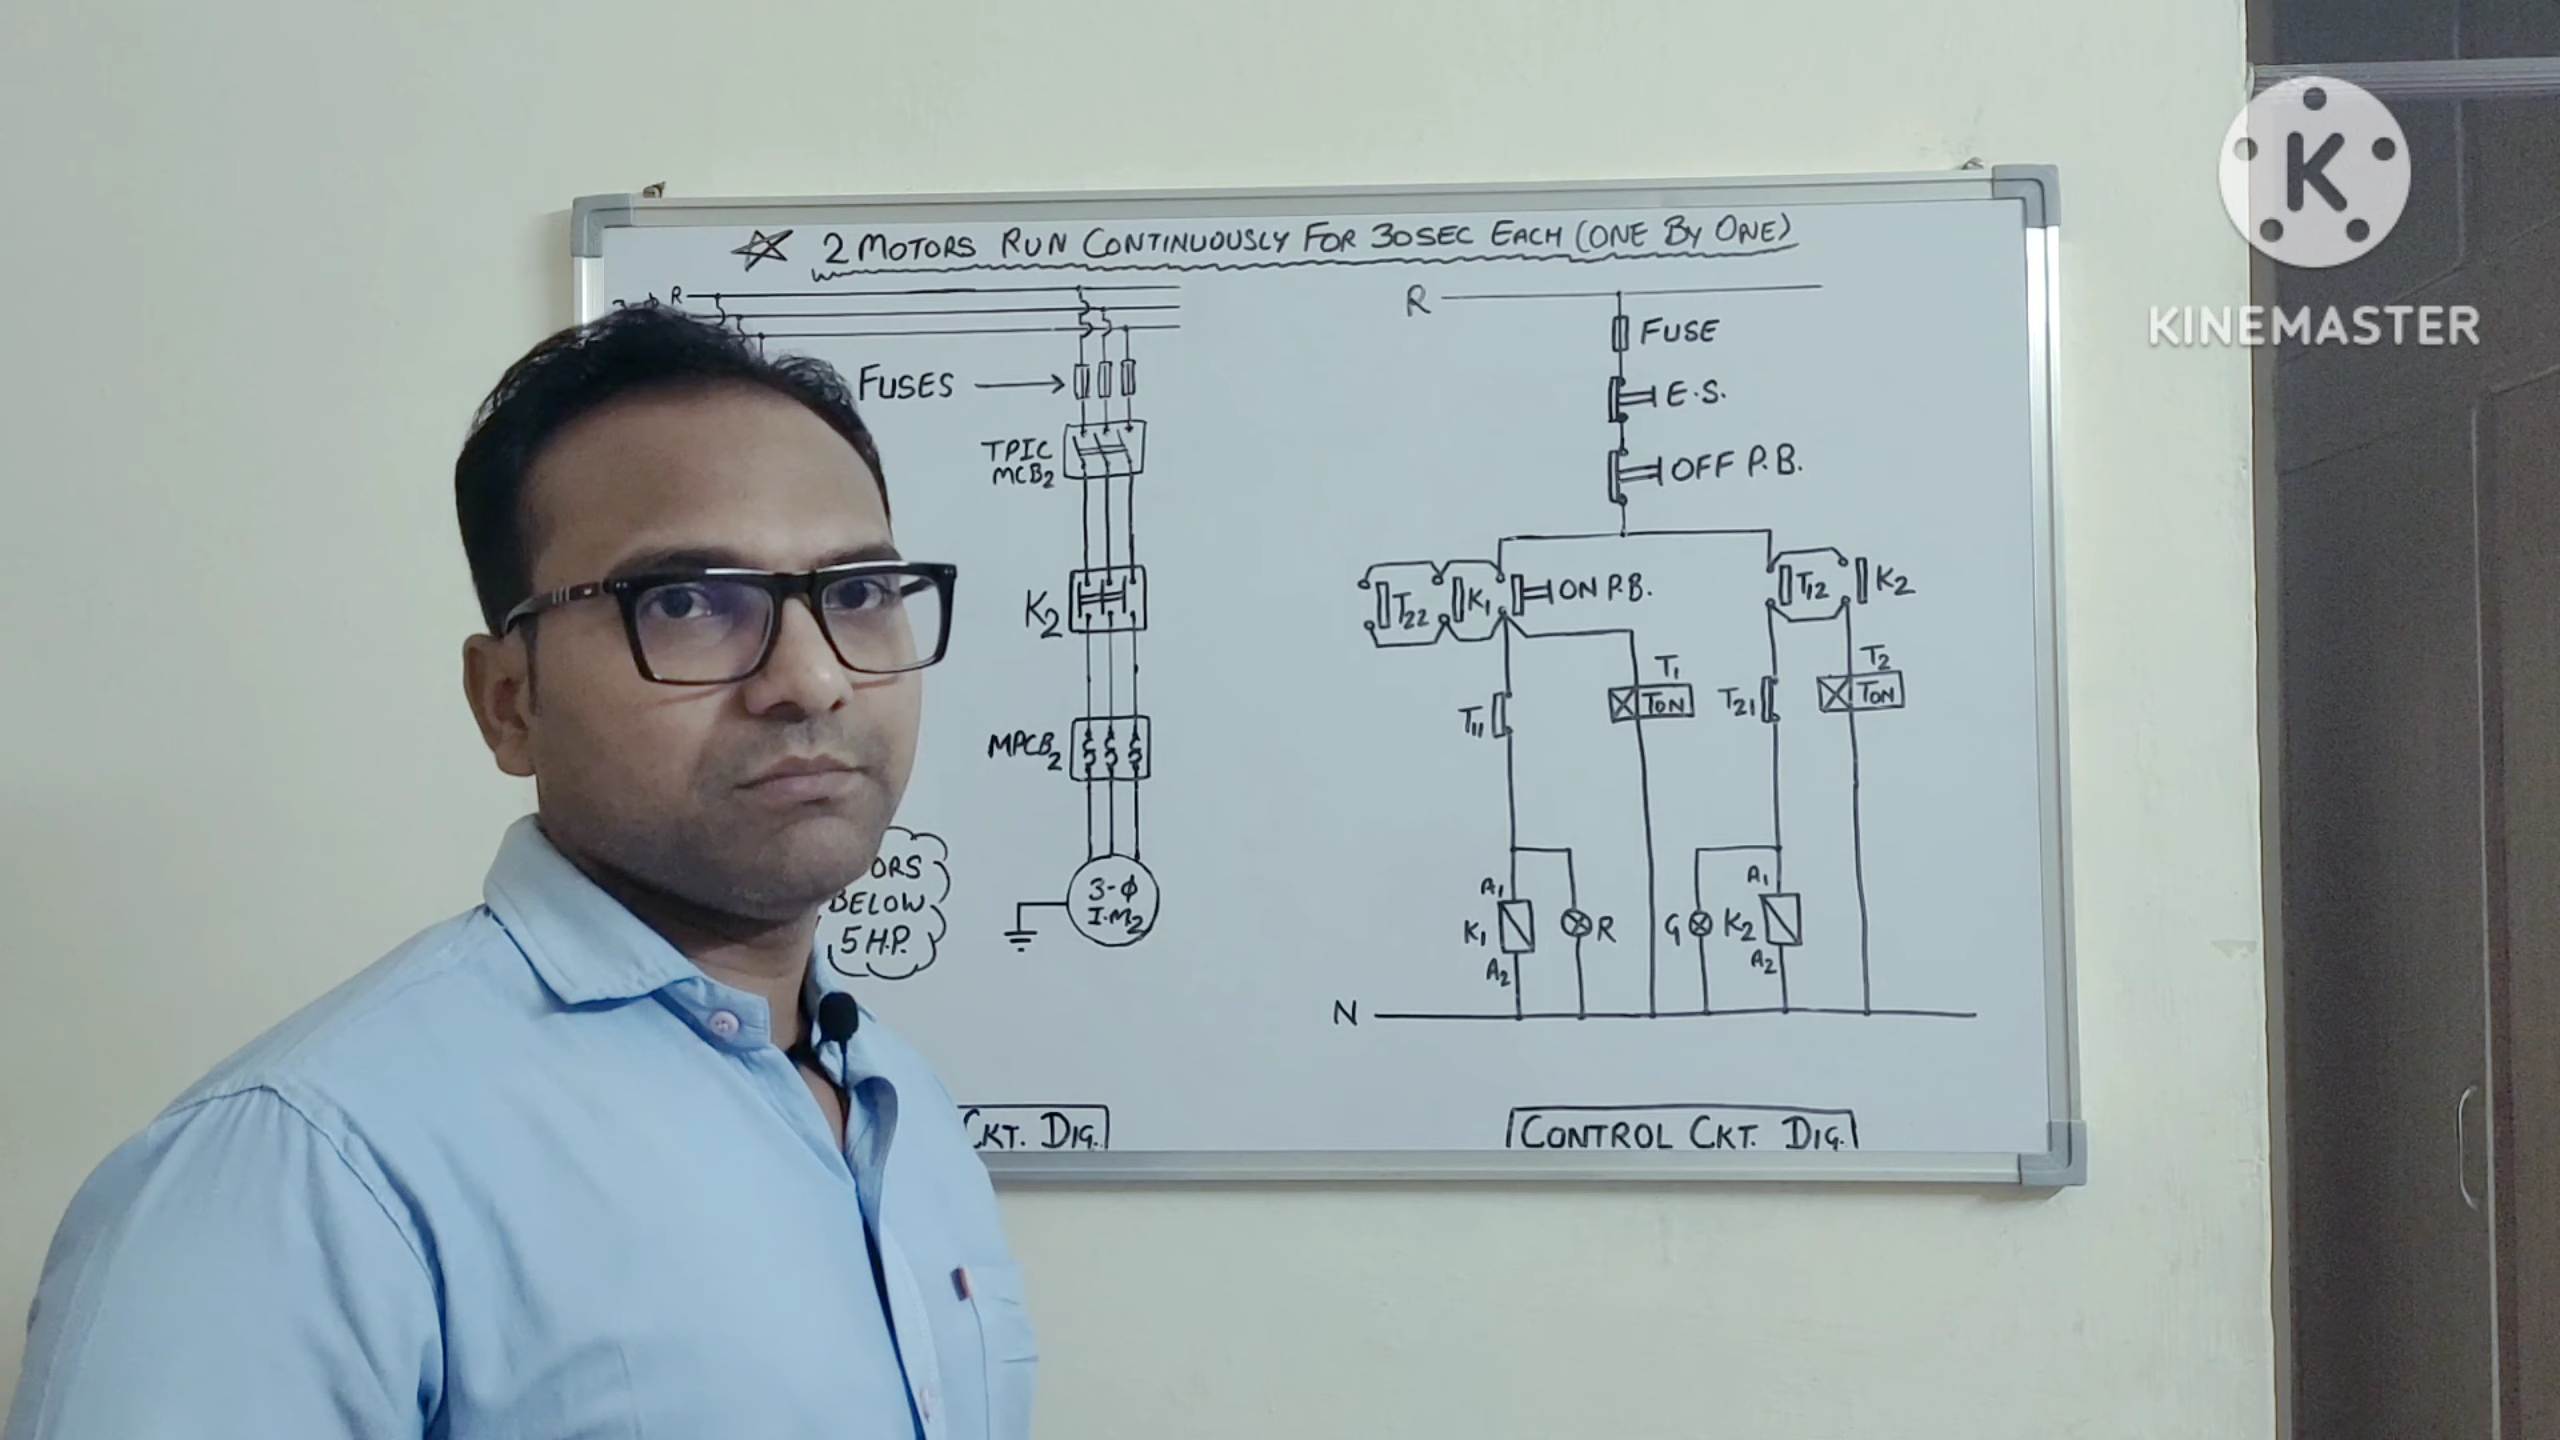 2 MOTORS RUN CONTINUOUSLY FOR 30SEC EACH (ONE BY ONE)
R
FUSES
TPIC
MCB2
K2
MPCB2
3-ϕ
I.M2
ORS
BELOW
5 H.P.
CKT. DIG.
R
FUSE
E.S.
OFF P.B.
T22
K1
ON P.B.
T12
K2
T11
T1
TON
T21
T2
TON
A1
K1
A2
R
G
A1
K2
A2
N
CONTROL CKT. DIG.
K
KINEMASTER